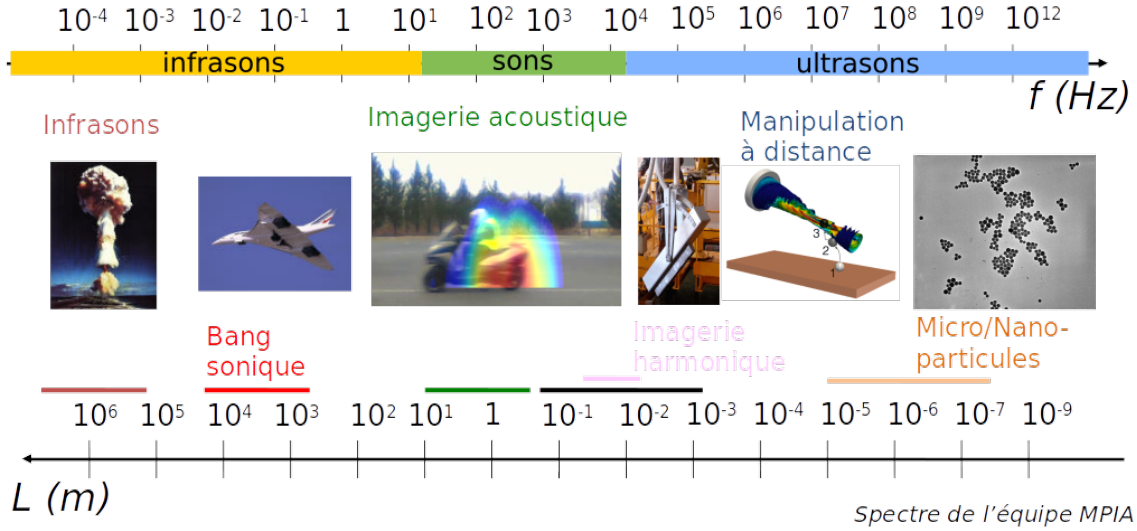 10⁻⁴ 10⁻³ 10⁻² 10⁻¹ 1 10¹ 10² 10³ 10⁴ 10⁵ 10⁶ 10⁷ 10⁸ 10⁹ 10¹²
infrasons sons ultrasons
f (Hz)
Infrasons
Imagerie acoustique
Manipulation
à distance
3
2
1
Bang
sonique
Imagerie
harmonique
Micro/Nano-
particules
10⁶ 10⁵ 10⁴ 10³ 10² 10¹ 1 10⁻¹ 10⁻² 10⁻³ 10⁻⁴ 10⁻⁵ 10⁻⁶ 10⁻⁷ 10⁻⁹
L (m)
Spectre de l’équipe MPIA